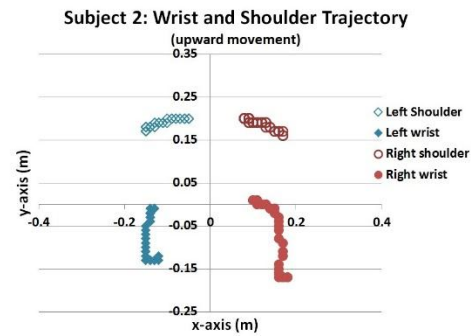 Subject 2: Wrist and Shoulder Trajectory
(upward movement)
0.35
0.25
0.15
0.05
-0.05
-0.15
-0.25
-0.4
-0.2
0
0.2
0.4
y-axis (m)
x-axis (m)
Left Shoulder
Left wrist
Right shoulder
Right wrist